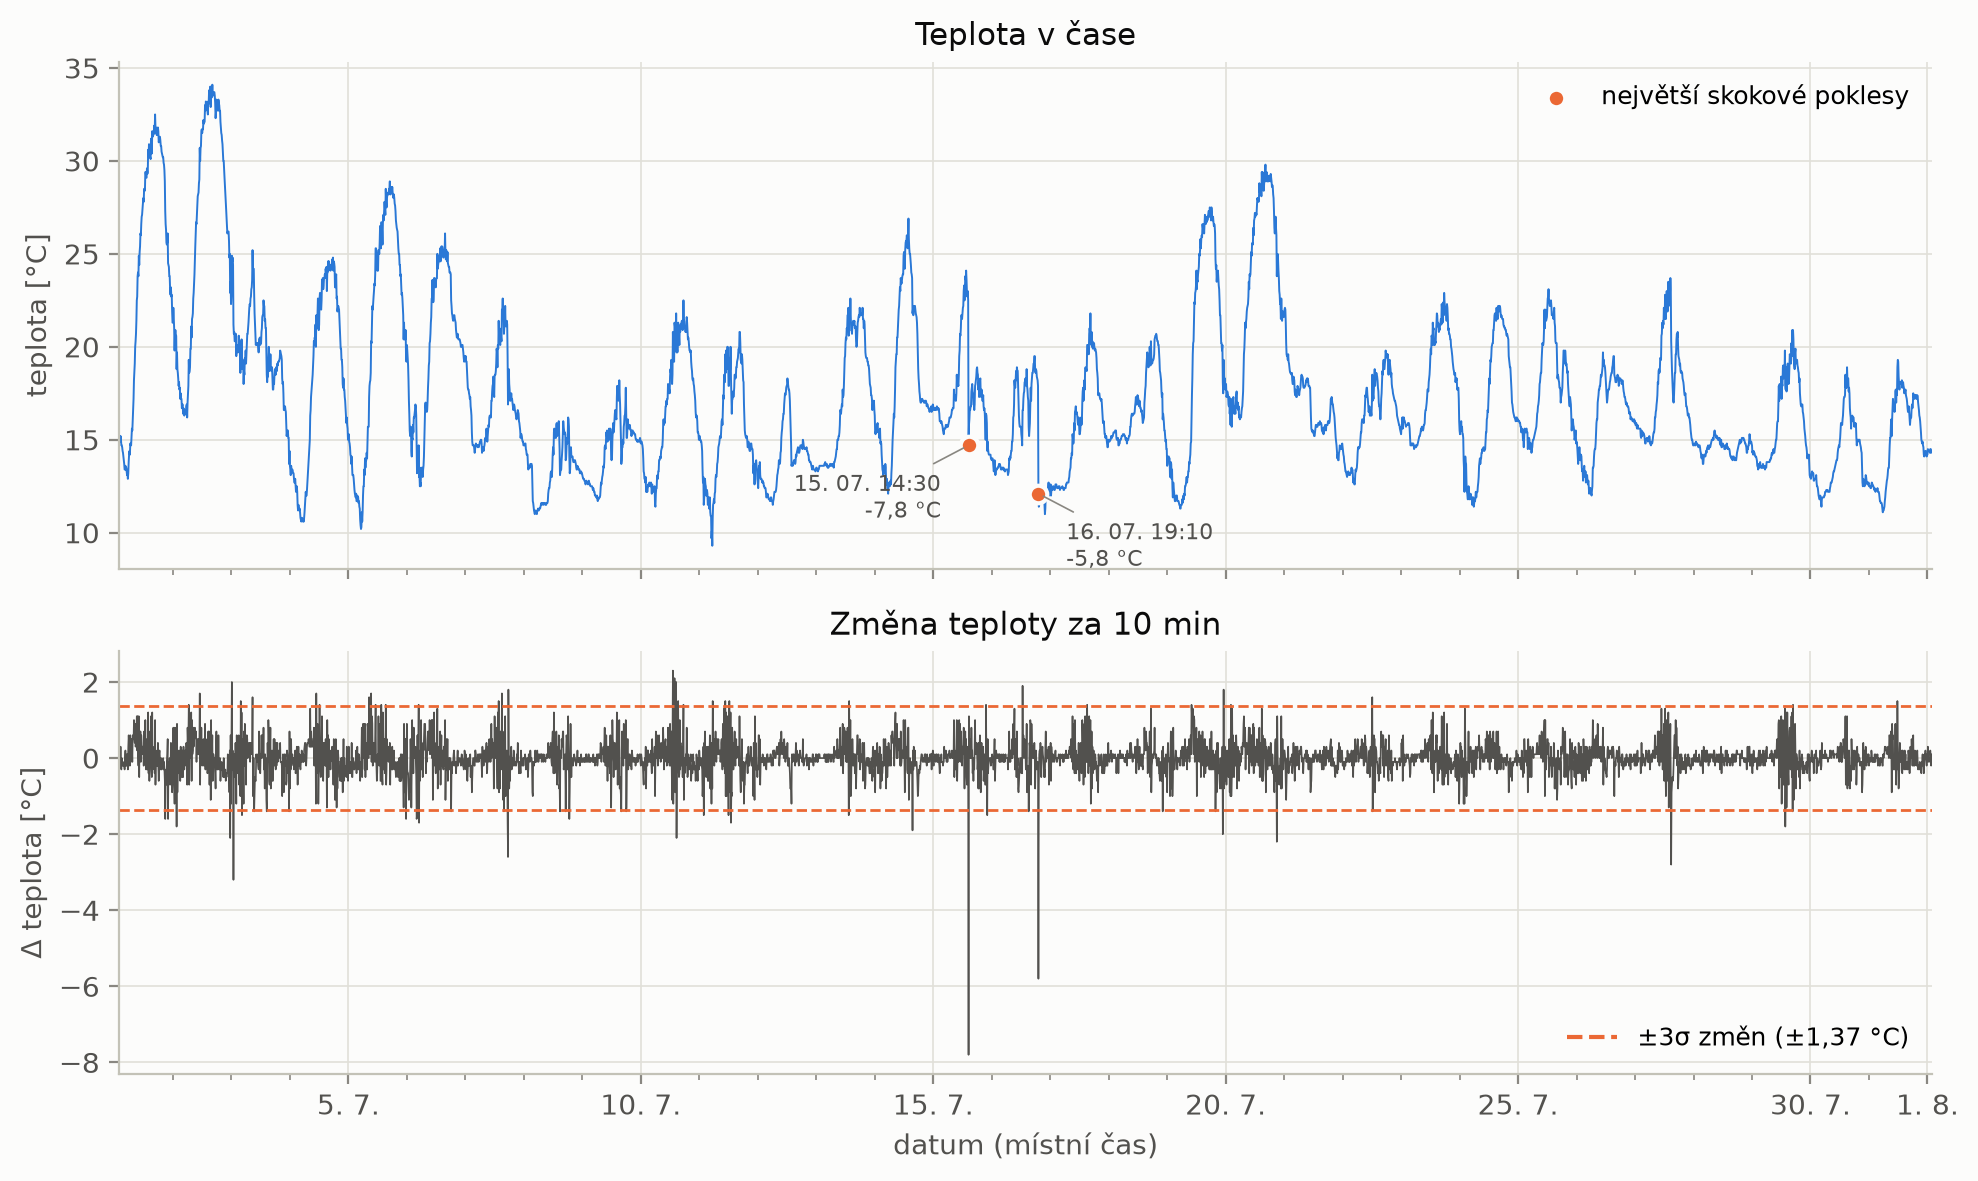 Teplota v čase
35
30
25
20
15
10
teplota [°C]
největší skokové poklesy
15. 07. 14:30
-7,8 °C
16. 07. 19:10
-5,8 °C
Změna teploty za 10 min
2
0
−2
−4
−6
−8
Δ teplota [°C]
±3σ změn (±1,37 °C)
5. 7.
10. 7.
15. 7.
20. 7.
25. 7.
30. 7.
1. 8.
datum (místní čas)